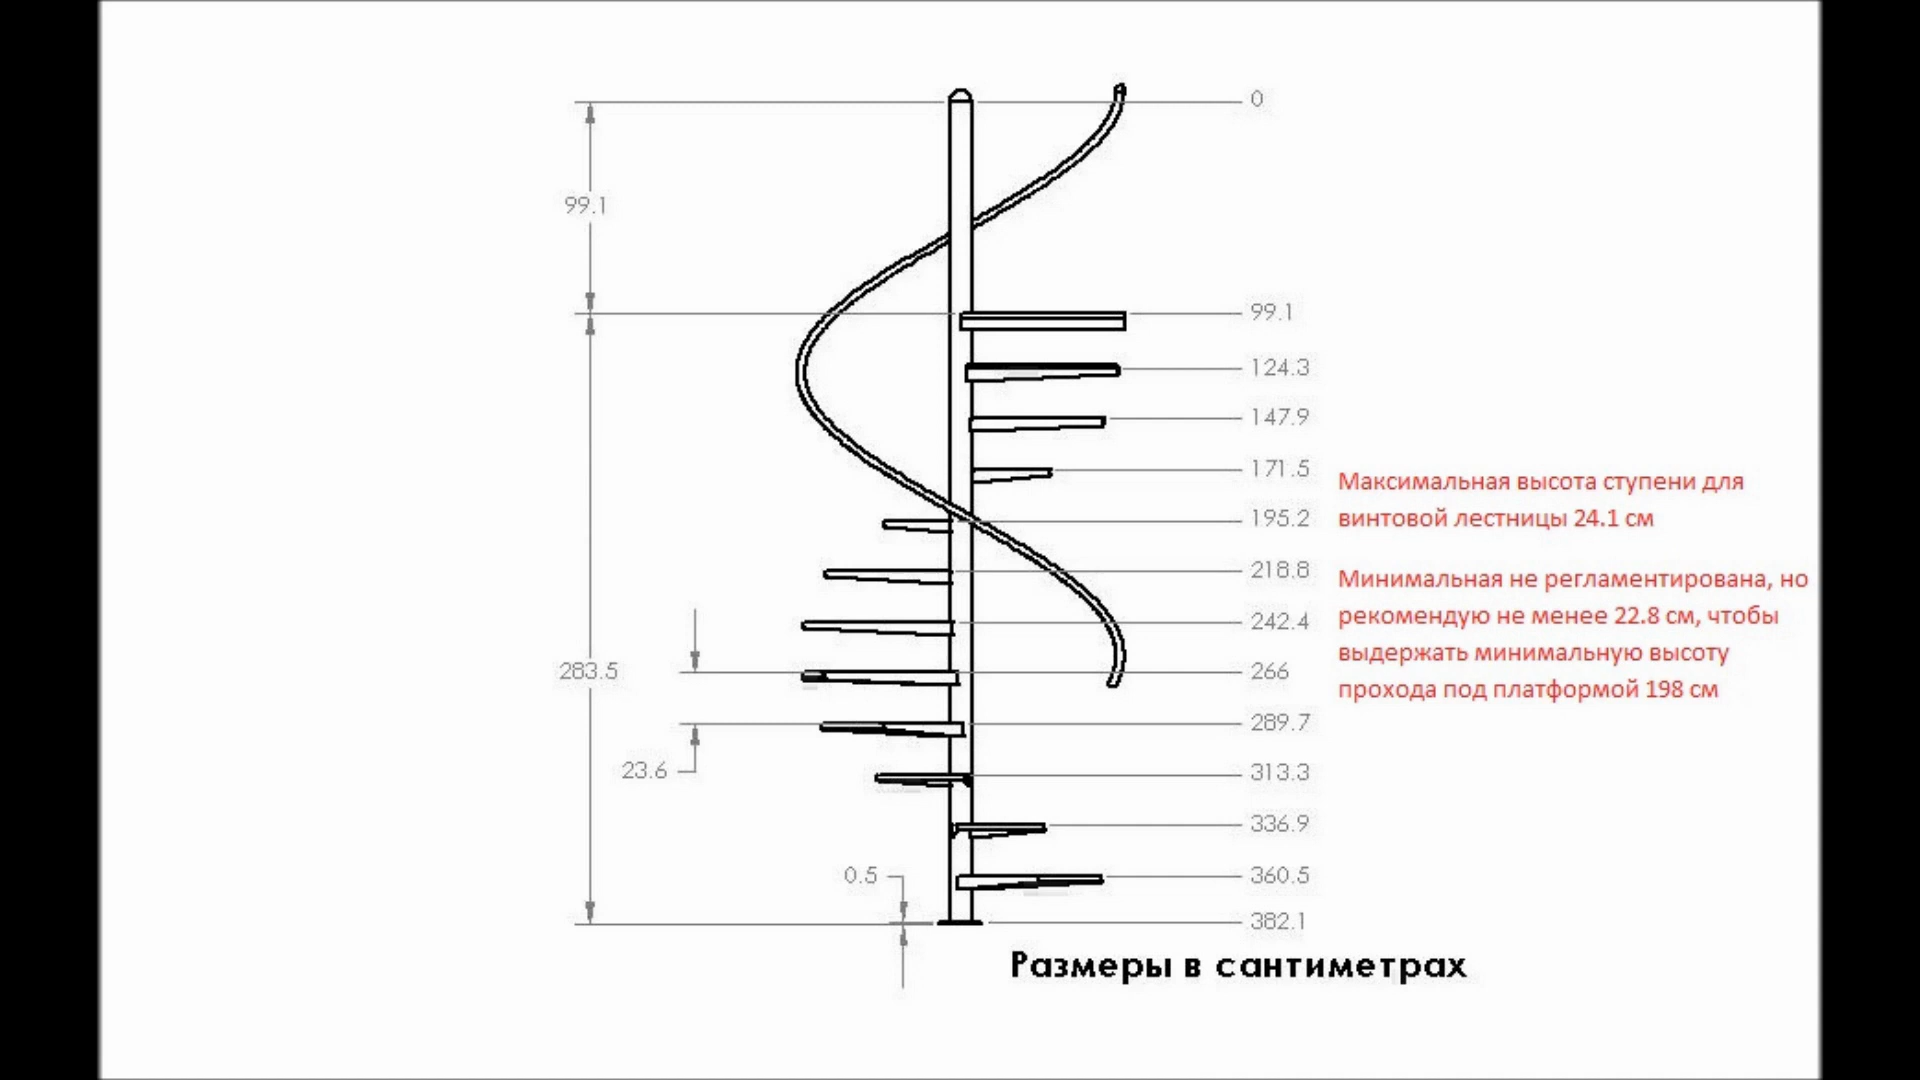 0
99.1
99.1
124.3
147.9
171.5
Максимальная высота ступени для
винтовой лестницы 24.1 см
195.2
218.8
Минимальная не регламентирована, но
рекомендую не менее 22.8 см, чтобы
выдержать минимальную высоту
прохода под платформой 198 см
242.4
283.5
266
289.7
23.6
313.3
336.9
0.5
360.5
382.1
Размеры в сантиметрах